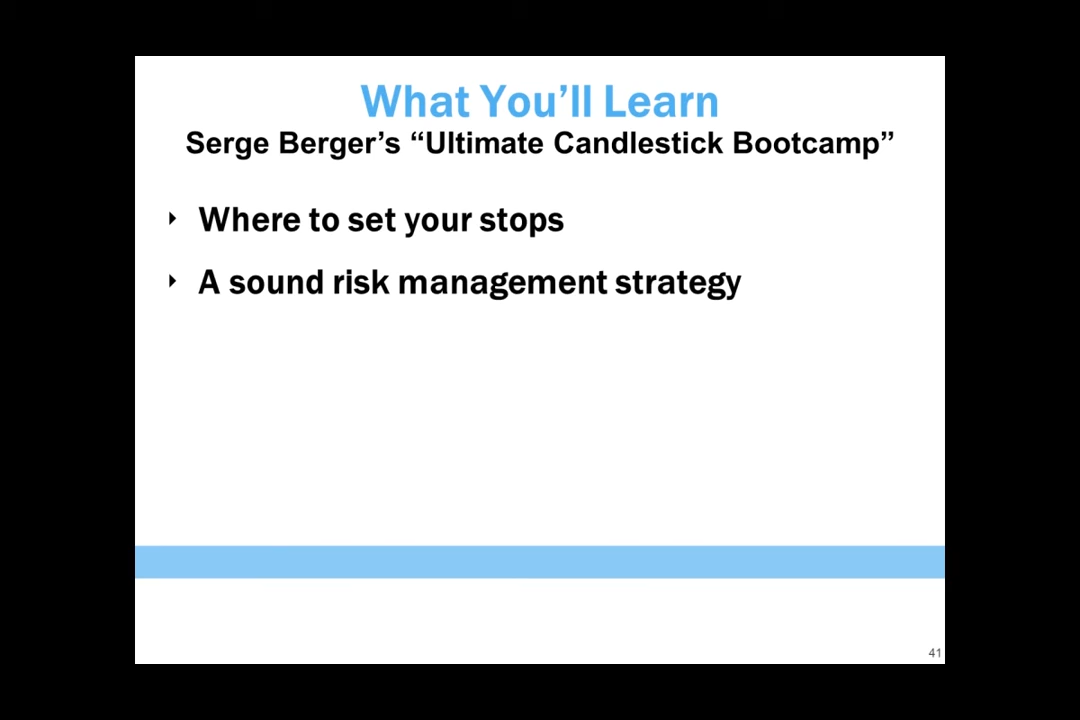 What You’ll Learn
Serge Berger’s “Ultimate Candlestick Bootcamp”
‣ Where to set your stops
‣ A sound risk management strategy
41